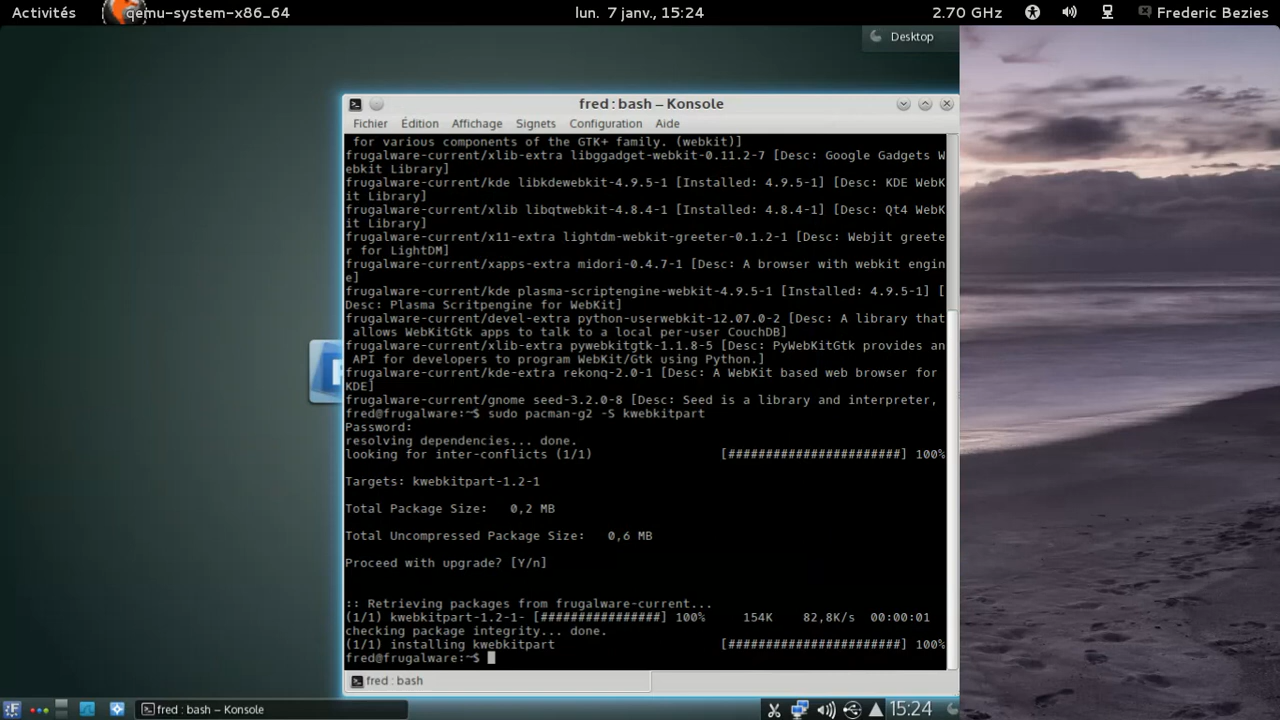 Activités qemu-system-x86_64 lun. 7 janv., 15:24 2.70 GHz Frederic Bezies
Desktop
fred : bash – Konsole
Fichier Édition Affichage Signets Configuration Aide
for various components of the GTK+ family. (webkit)]
frugalware-current/xlib-extra libggadget-webkit-0.11.2-7 [Desc: Google Gadgets W
ebkit Library]
frugalware-current/kde libkdewebkit-4.9.5-1 [Installed: 4.9.5-1] [Desc: KDE WebK
it Library]
frugalware-current/xlib libqtwebkit-4.8.4-1 [Installed: 4.8.4-1] [Desc: Qt4 WebK
it Library]
frugalware-current/x11-extra lightdm-webkit-greeter-0.1.2-1 [Desc: Webjit greete
r for LightDM]
frugalware-current/xapps-extra midori-0.4.7-1 [Desc: A browser with webkit engin
e]
frugalware-current/kde plasma-scriptengine-webkit-4.9.5-1 [Installed: 4.9.5-1] [
Desc: Plasma Scritpengine for WebKit]
frugalware-current/devel-extra python-userwebkit-12.07.0-2 [Desc: A library that
allows WebKitGtk apps to talk to a local per-user CouchDB]
frugalware-current/xlib-extra pywebkitgtk-1.1.8-5 [Desc: PyWebKitGtk provides an
API for developers to program WebKit/Gtk using Python.]
frugalware-current/kde-extra rekonq-2.0-1 [Desc: A WebKit based web browser for
KDE]
frugalware-current/gnome seed-3.2.0-8 [Desc: Seed is a library and interpreter,
fred@frugalware:~$ sudo pacman-g2 -S kwebkitpart
Password:
resolving dependencies... done.
looking for inter-conflicts (1/1) [#######################] 100%
Targets: kwebkitpart-1.2-1
Total Package Size: 0,2 MB
Total Uncompressed Package Size: 0,6 MB
Proceed with upgrade? [Y/n]
:: Retrieving packages from frugalware-current...
(1/1) kwebkitpart-1.2-1- [################] 100% 154K 82,8K/s 00:00:01
checking package integrity... done.
(1/1) installing kwebkitpart [#######################] 100%
fred@frugalware:~$
fred : bash
fred : bash – Konsole 15:24